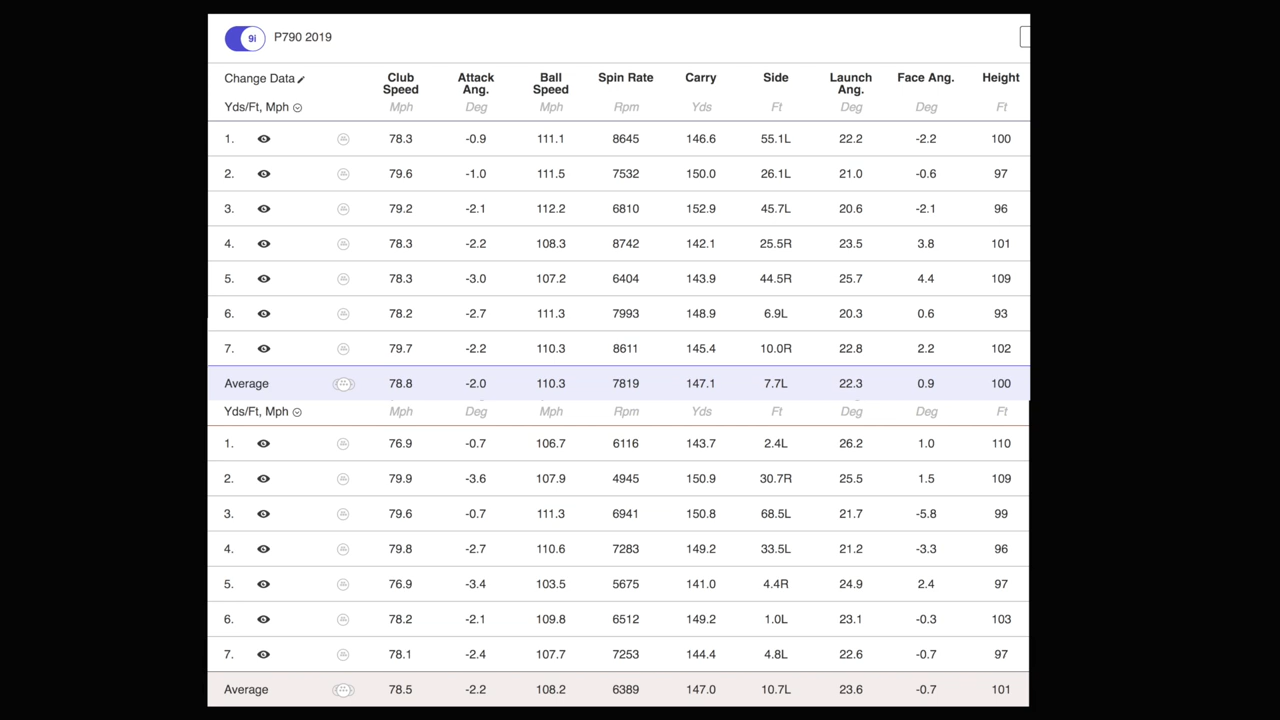 9i P790 2019
Change Data Club Speed Attack Ang. Ball Speed Spin Rate Carry Side Launch Ang. Face Ang. Height
Yds/Ft, Mph Mph Deg Mph Rpm Yds Ft Deg Deg Ft
1. 78.3 -0.9 111.1 8645 146.6 55.1L 22.2 -2.2 100
2. 79.6 -1.0 111.5 7532 150.0 26.1L 21.0 -0.6 97
3. 79.2 -2.1 112.2 6810 152.9 45.7L 20.6 -2.1 96
4. 78.3 -2.2 108.3 8742 142.1 25.5R 23.5 3.8 101
5. 78.3 -3.0 107.2 6404 143.9 44.5R 25.7 4.4 109
6. 78.2 -2.7 111.3 7993 148.9 6.9L 20.3 0.6 93
7. 79.7 -2.2 110.3 8611 145.4 10.0R 22.8 2.2 102
Average 78.8 -2.0 110.3 7819 147.1 7.7L 22.3 0.9 100
Yds/Ft, Mph Mph Deg Mph Rpm Yds Ft Deg Deg Ft
1. 76.9 -0.7 106.7 6116 143.7 2.4L 26.2 1.0 110
2. 79.9 -3.6 107.9 4945 150.9 30.7R 25.5 1.5 109
3. 79.6 -0.7 111.3 6941 150.8 68.5L 21.7 -5.8 99
4. 79.8 -2.7 110.6 7283 149.2 33.5L 21.2 -3.3 96
5. 76.9 -3.4 103.5 5675 141.0 4.4R 24.9 2.4 97
6. 78.2 -2.1 109.8 6512 149.2 1.0L 23.1 -0.3 103
7. 78.1 -2.4 107.7 7253 144.4 4.8L 22.6 -0.7 97
Average 78.5 -2.2 108.2 6389 147.0 10.7L 23.6 -0.7 101